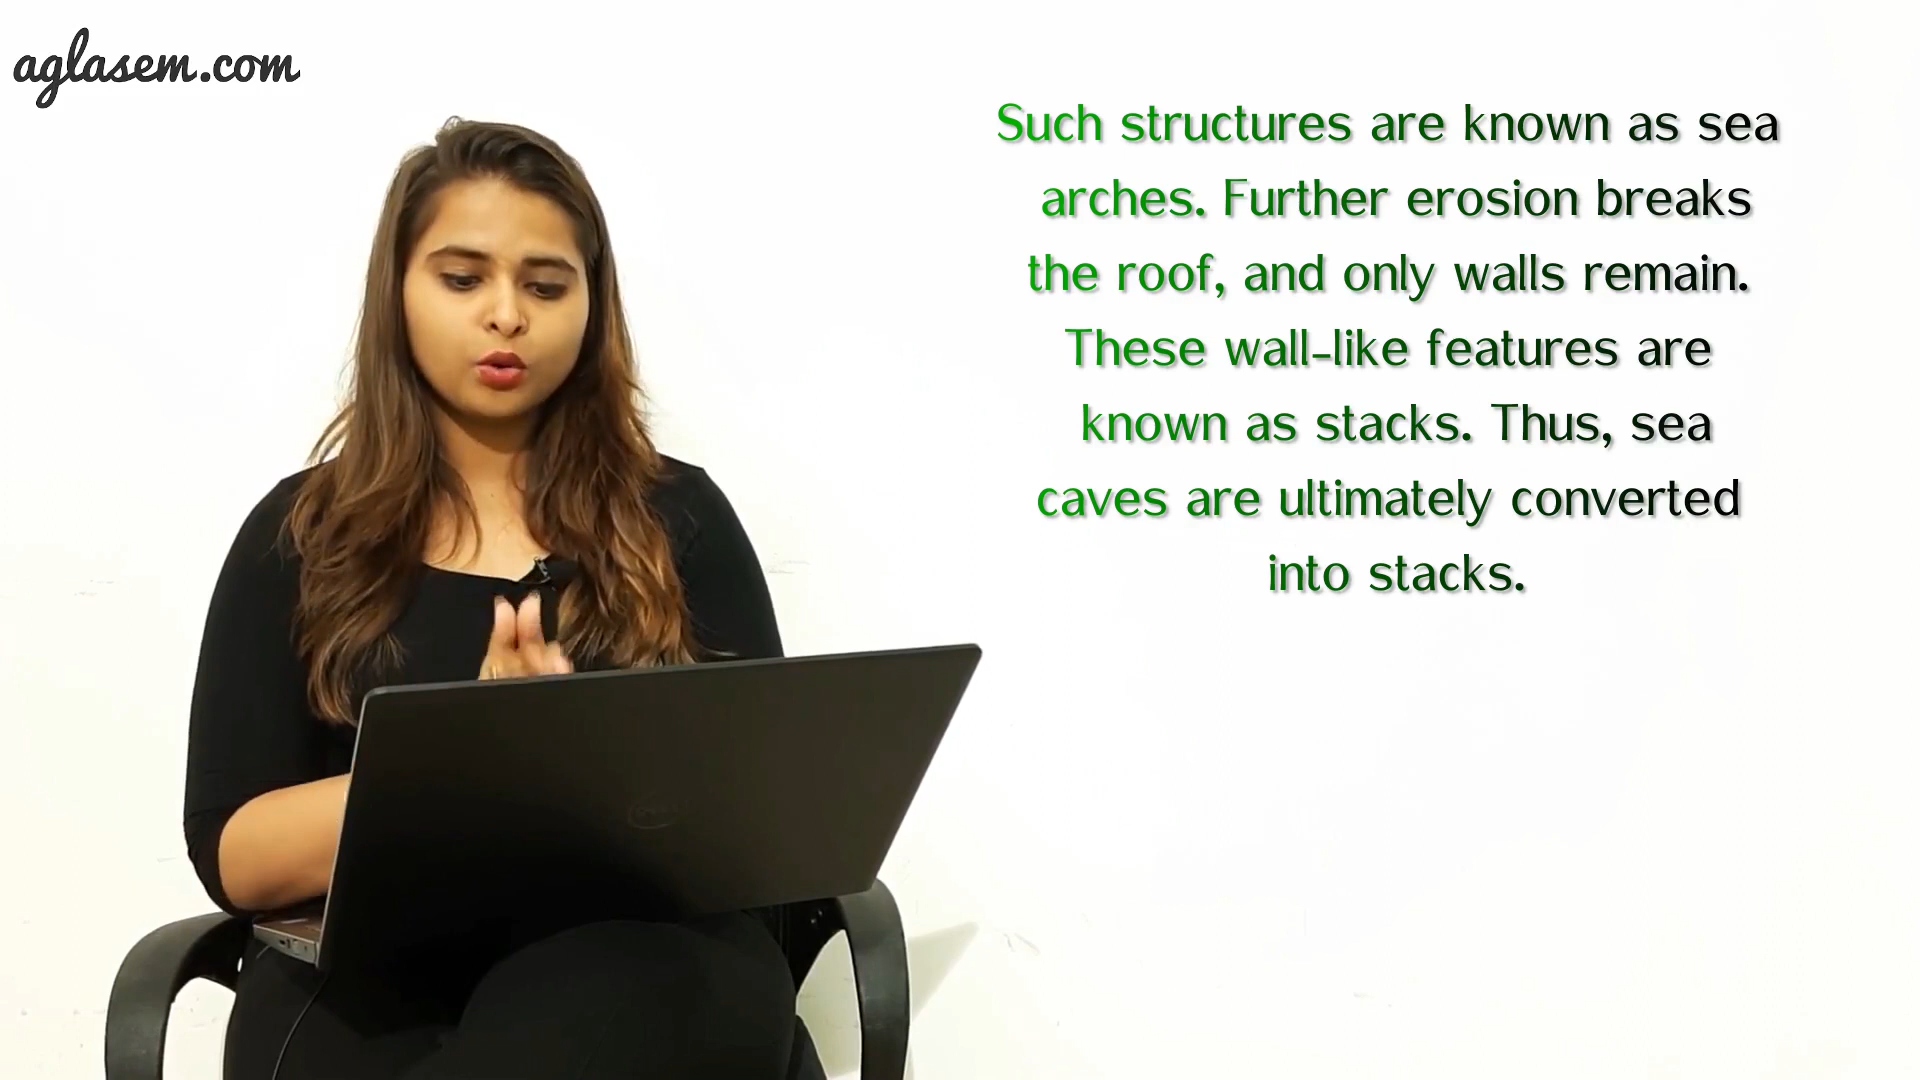 aglasem.com
Such structures are known as sea
arches. Further erosion breaks
the roof, and only walls remain.
These wall-like features are
known as stacks. Thus, sea
caves are ultimately converted
into stacks.